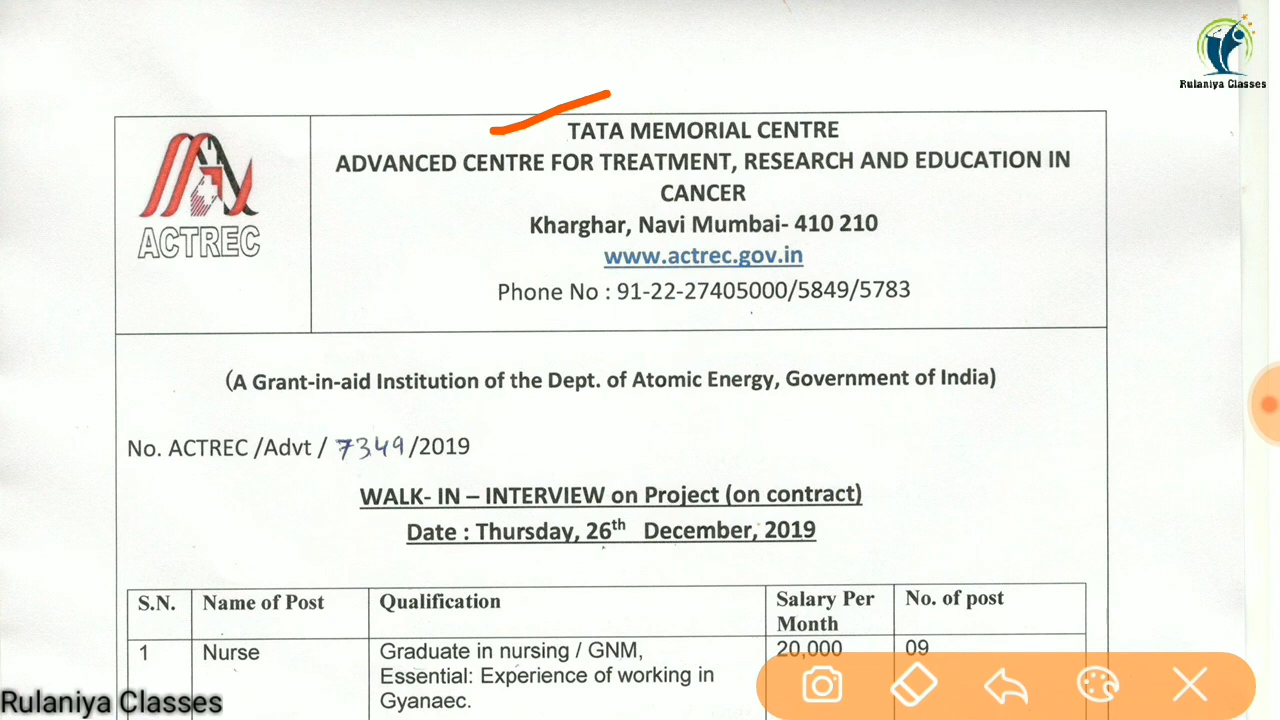 Rulaniya Classes
TATA MEMORIAL CENTRE
ADVANCED CENTRE FOR TREATMENT, RESEARCH AND EDUCATION IN
CANCER
Kharghar, Navi Mumbai- 410 210
www.actrec.gov.in
Phone No : 91-22-27405000/5849/5783
ACTREC
(A Grant-in-aid Institution of the Dept. of Atomic Energy, Government of India)
No. ACTREC /Advt / 7349/2019
WALK- IN – INTERVIEW on Project (on contract)
Date : Thursday, 26th December, 2019
S.N. Name of Post Qualification Salary Per Month No. of post
1 Nurse Graduate in nursing / GNM, 20,000 09
Essential: Experience of working in
Gyanaec.
Rulaniya Classes